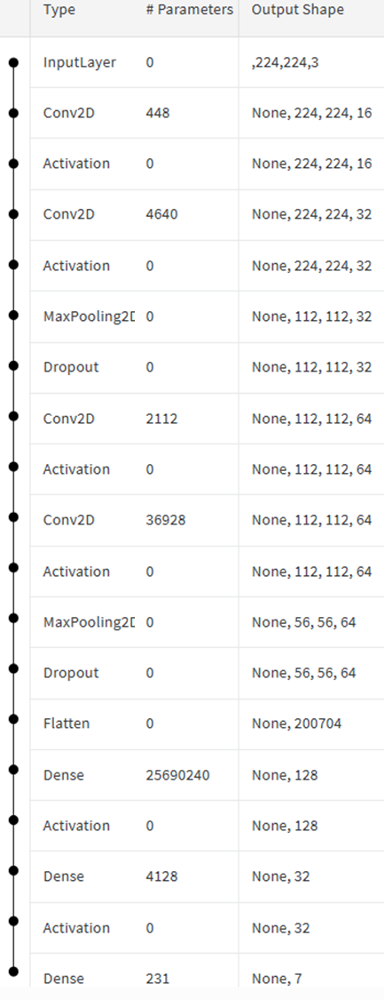 Type # Parameters Output Shape
InputLayer 0 ,224,224,3
Conv2D 448 None, 224, 224, 16
Activation 0 None, 224, 224, 16
Conv2D 4640 None, 224, 224, 32
Activation 0 None, 224, 224, 32
MaxPooling2D 0 None, 112, 112, 32
Dropout 0 None, 112, 112, 32
Conv2D 2112 None, 112, 112, 64
Activation 0 None, 112, 112, 64
Conv2D 36928 None, 112, 112, 64
Activation 0 None, 112, 112, 64
MaxPooling2D 0 None, 56, 56, 64
Dropout 0 None, 56, 56, 64
Flatten 0 None, 200704
Dense 25690240 None, 128
Activation 0 None, 128
Dense 4128 None, 32
Activation 0 None, 32
Dense 231 None, 7